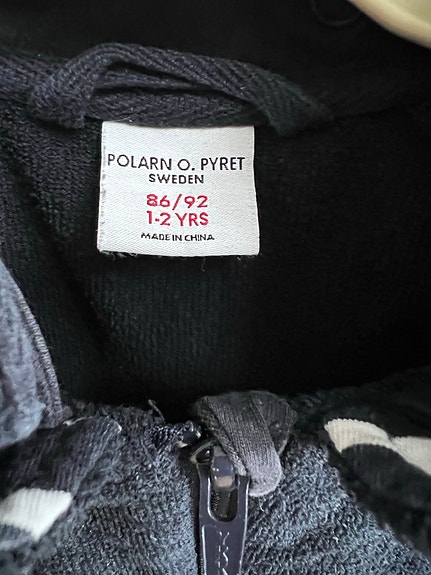 POLARN O. PYRET
SWEDEN
86/92
1-2 YRS
MADE IN CHINA